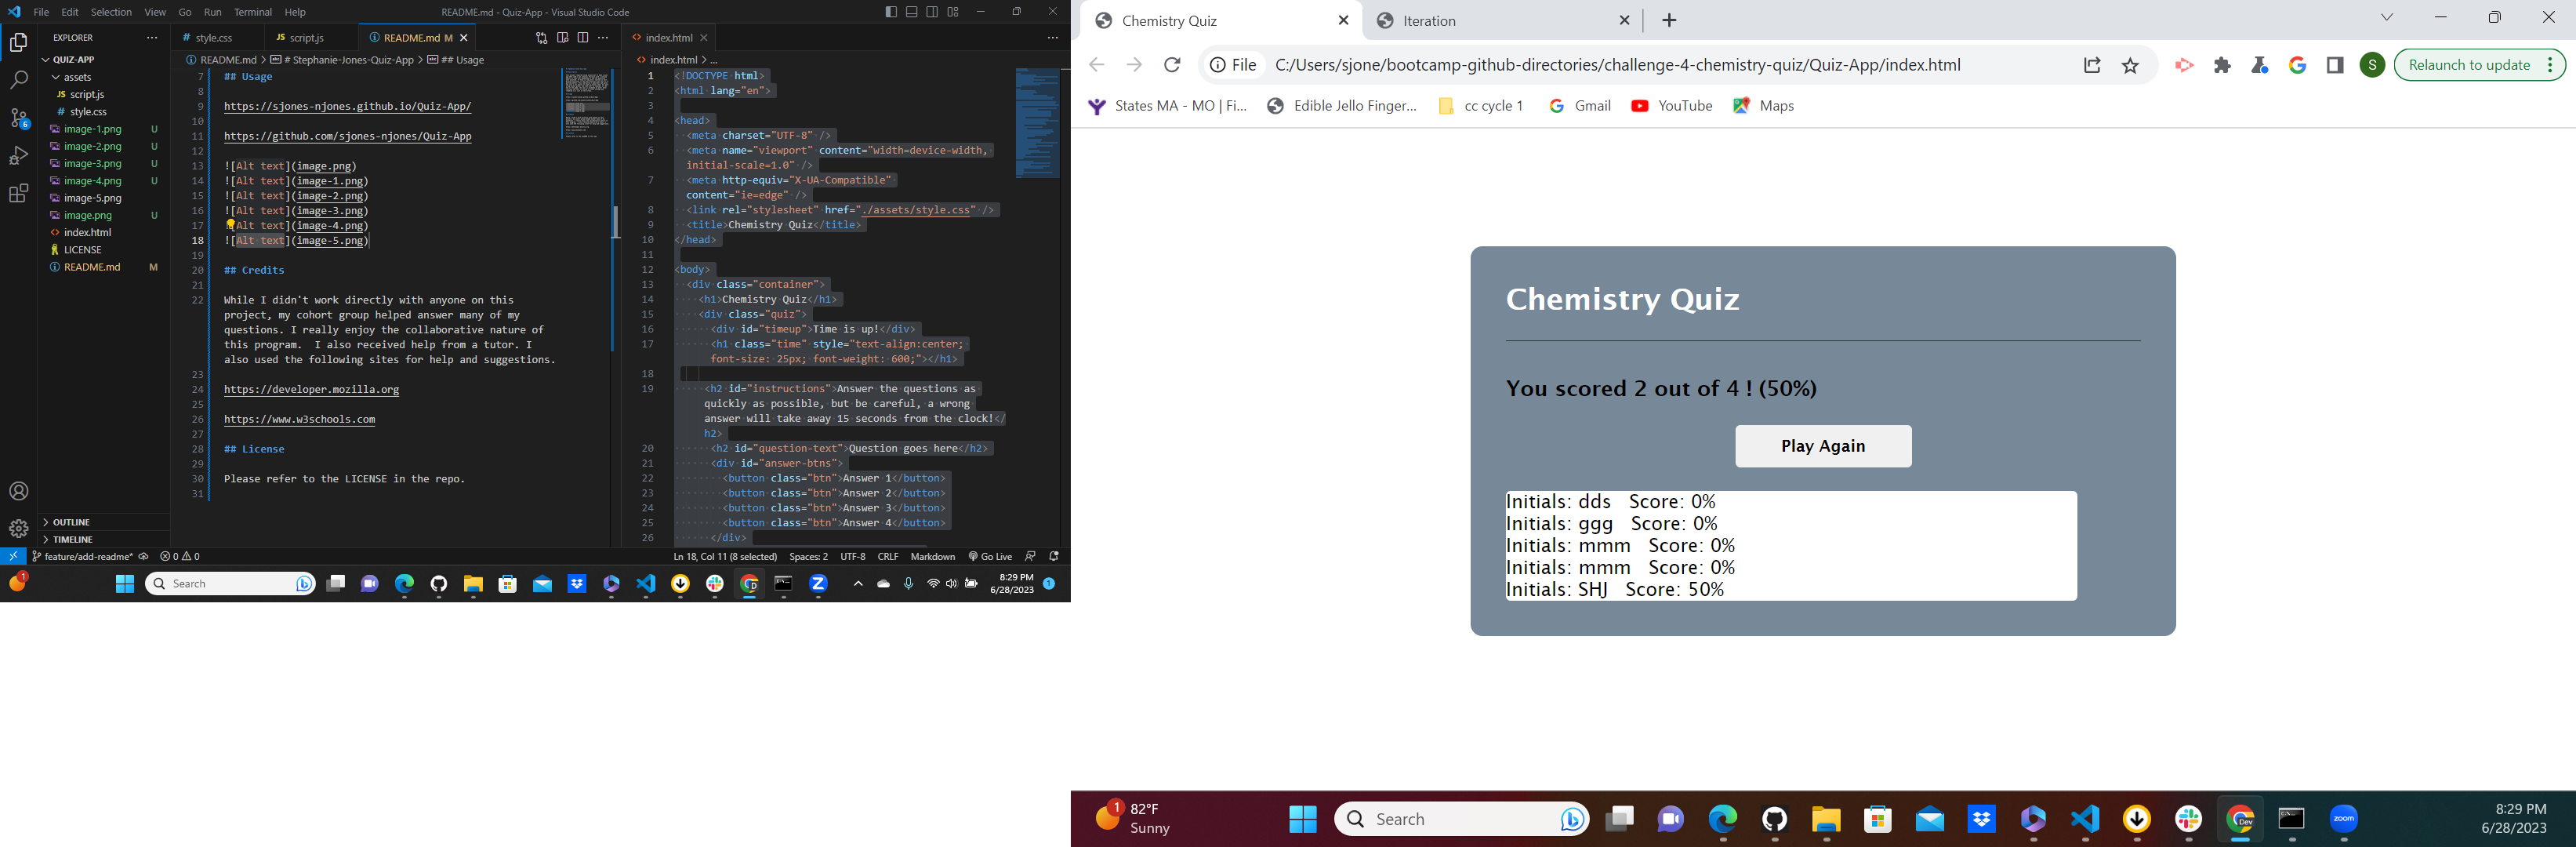 File Edit Selection View Go Run Terminal Help
README.md - Quiz-App - Visual Studio Code
EXPLORER
QUIZ-APP
assets
JS script.js
# style.css
image-1.png U
image-2.png U
image-3.png U
image-4.png U
image-5.png
image.png U
<> index.html
LICENSE
README.md M
OUTLINE
TIMELINE
# style.css
JS script.js
README.md M
README.md > # Stephanie-Jones-Quiz-App > ## Usage
7 ## Usage
8
9 https://sjones-njones.github.io/Quiz-App/
10
11 https://github.com/sjones-njones/Quiz-App
12
13 ![Alt text](image.png)
14 ![Alt text](image-1.png)
15 ![Alt text](image-2.png)
16 ![Alt text](image-3.png)
17 ![Alt text](image-4.png)
18 ![Alt text](image-5.png)
19
20 ## Credits
21
22 While I didn't work directly with anyone on this
project, my cohort group helped answer many of my
questions. I really enjoy the collaborative nature of
this program.  I also received help from a tutor. I
also used the following sites for help and suggestions.
23
24 https://developer.mozilla.org
25
26 https://www.w3schools.com
27
28 ## License
29
30 Please refer to the LICENSE in the repo.
31
<> index.html
<> index.html > ...
1 <!DOCTYPE html>
2 <html lang="en">
3
4 <head>
5 <meta charset="UTF-8" />
6 <meta name="viewport" content="width=device-width,
initial-scale=1.0" />
7 <meta http-equiv="X-UA-Compatible"
content="ie=edge" />
8 <link rel="stylesheet" href="./assets/style.css" />
9 <title>Chemistry Quiz</title>
10 </head>
11
12 <body>
13 <div class="container">
14 <h1>Chemistry Quiz</h1>
15 <div class="quiz">
16 <div id="timeup">Time is up!</div>
17 <h1 class="time" style="text-align:center;
font-size: 25px; font-weight: 600;"></h1>
18
19 <h2 id="instructions">Answer the questions as
quickly as possible, but be careful, a wrong
answer will take away 15 seconds from the clock!</
h2>
20 <h2 id="question-text">Question goes here</h2>
21 <div id="answer-btns">
22 <button class="btn">Answer 1</button>
23 <button class="btn">Answer 2</button>
24 <button class="btn">Answer 3</button>
25 <button class="btn">Answer 4</button>
26 </div>
6
feature/add-readme* 0 0
Ln 18, Col 11 (8 selected) Spaces: 2 UTF-8 CRLF Markdown Go Live
1
Search
8:29 PM
6/28/2023
1
Chemistry Quiz
Iteration
File C:/Users/sjone/bootcamp-github-directories/challenge-4-chemistry-quiz/Quiz-App/index.html
S
Relaunch to update
States MA - MO | Fi... Edible Jello Finger... cc cycle 1 Gmail YouTube Maps
Chemistry Quiz
You scored 2 out of 4 ! (50%)
Play Again
Initials: dds Score: 0%
Initials: ggg Score: 0%
Initials: mmm Score: 0%
Initials: mmm Score: 0%
Initials: SHJ Score: 50%
1
82°F
Sunny
Search
Dev
zoom
8:29 PM
6/28/2023